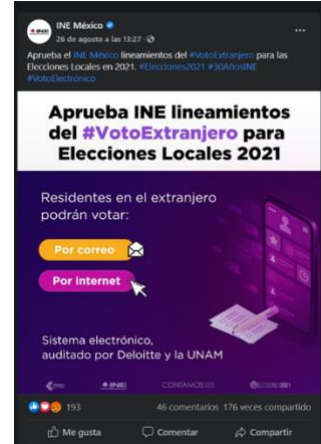 INE México
26 de agosto a las 13:27
Aprueba el INE México lineamientos del #VotoExtranjero para las
Elecciones Locales en 2021. #Elecciones2021 #30AñosINE
#VotoElectrónico
Aprueba INE lineamientos
del #VotoExtranjero para
Elecciones Locales 2021
Residentes en el extranjero
podrán votar:
Por correo
Por internet
Sistema electrónico,
auditado por Deloitte y la UNAM
INE
193
46 comentarios 176 veces compartido
Me gusta
Comentar
Compartir